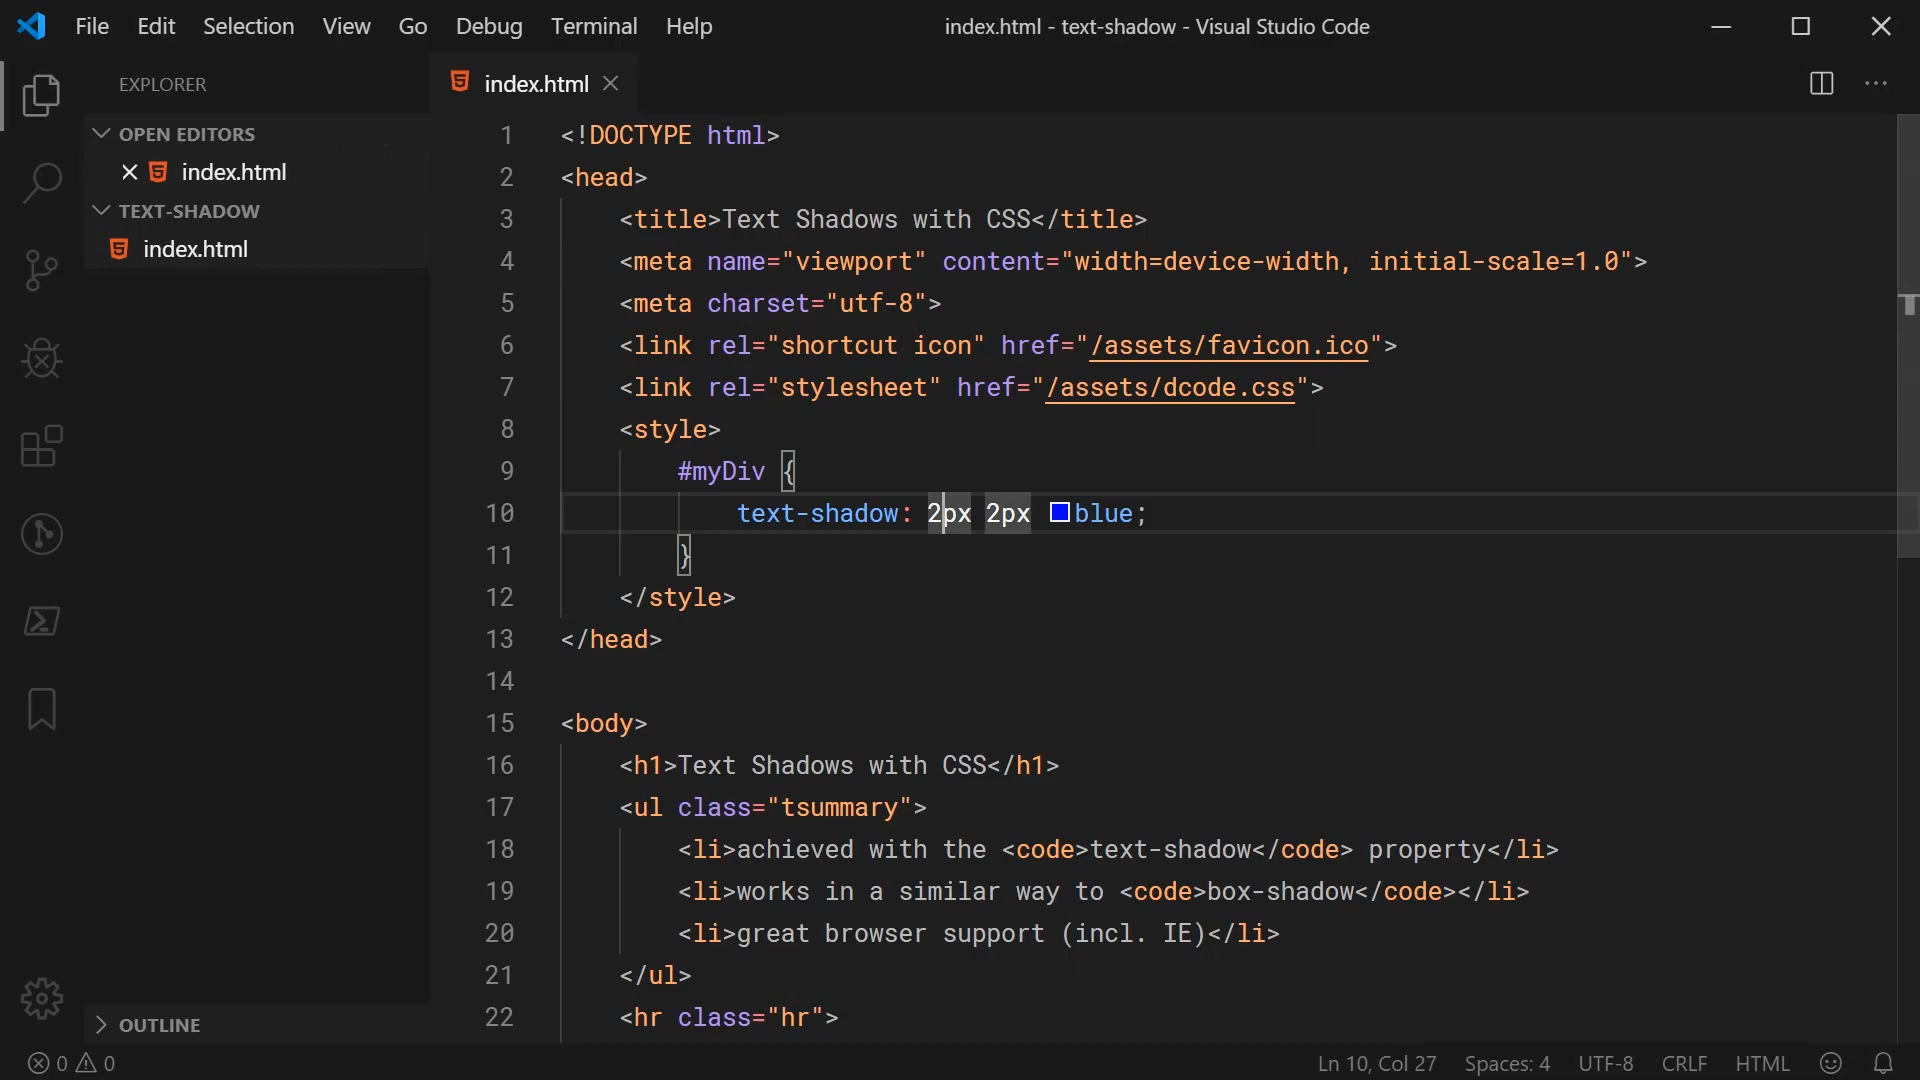 File Edit Selection View Go Debug Terminal Help
index.html - text-shadow - Visual Studio Code
EXPLORER
OPEN EDITORS
index.html
TEXT-SHADOW
index.html
OUTLINE
index.html
1 <!DOCTYPE html>
2 <head>
3     <title>Text Shadows with CSS</title>
4     <meta name="viewport" content="width=device-width, initial-scale=1.0">
5     <meta charset="utf-8">
6     <link rel="shortcut icon" href="/assets/favicon.ico">
7     <link rel="stylesheet" href="/assets/dcode.css">
8     <style>
9         #myDiv {
10             text-shadow: 2px 2px blue;
11         }
12     </style>
13 </head>
14
15 <body>
16     <h1>Text Shadows with CSS</h1>
17     <ul class="tsummary">
18         <li>achieved with the <code>text-shadow</code> property</li>
19         <li>works in a similar way to <code>box-shadow</code></li>
20         <li>great browser support (incl. IE)</li>
21     </ul>
22     <hr class="hr">
0 0
Ln 10, Col 27 Spaces: 4 UTF-8 CRLF HTML